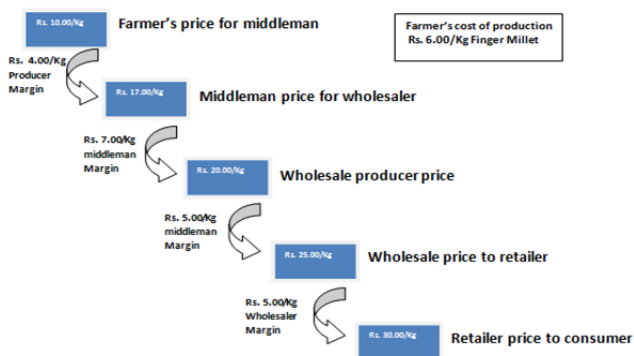 Rs. 10.00/Kg
Farmer's price for middleman
Farmer's cost of production
Rs. 6.00/Kg Finger Millet
Rs. 4.00/Kg
Producer
Margin
Rs. 17.00/Kg
Middleman price for wholesaler
Rs. 7.00/Kg
middleman
Margin
Rs. 20.00/Kg
Wholesale producer price
Rs. 5.00/Kg
middleman
Margin
Rs. 25.00/Kg
Wholesale price to retailer
Rs. 5.00/Kg
Wholesaler
Margin
Rs. 30.00/Kg
Retailer price to consumer